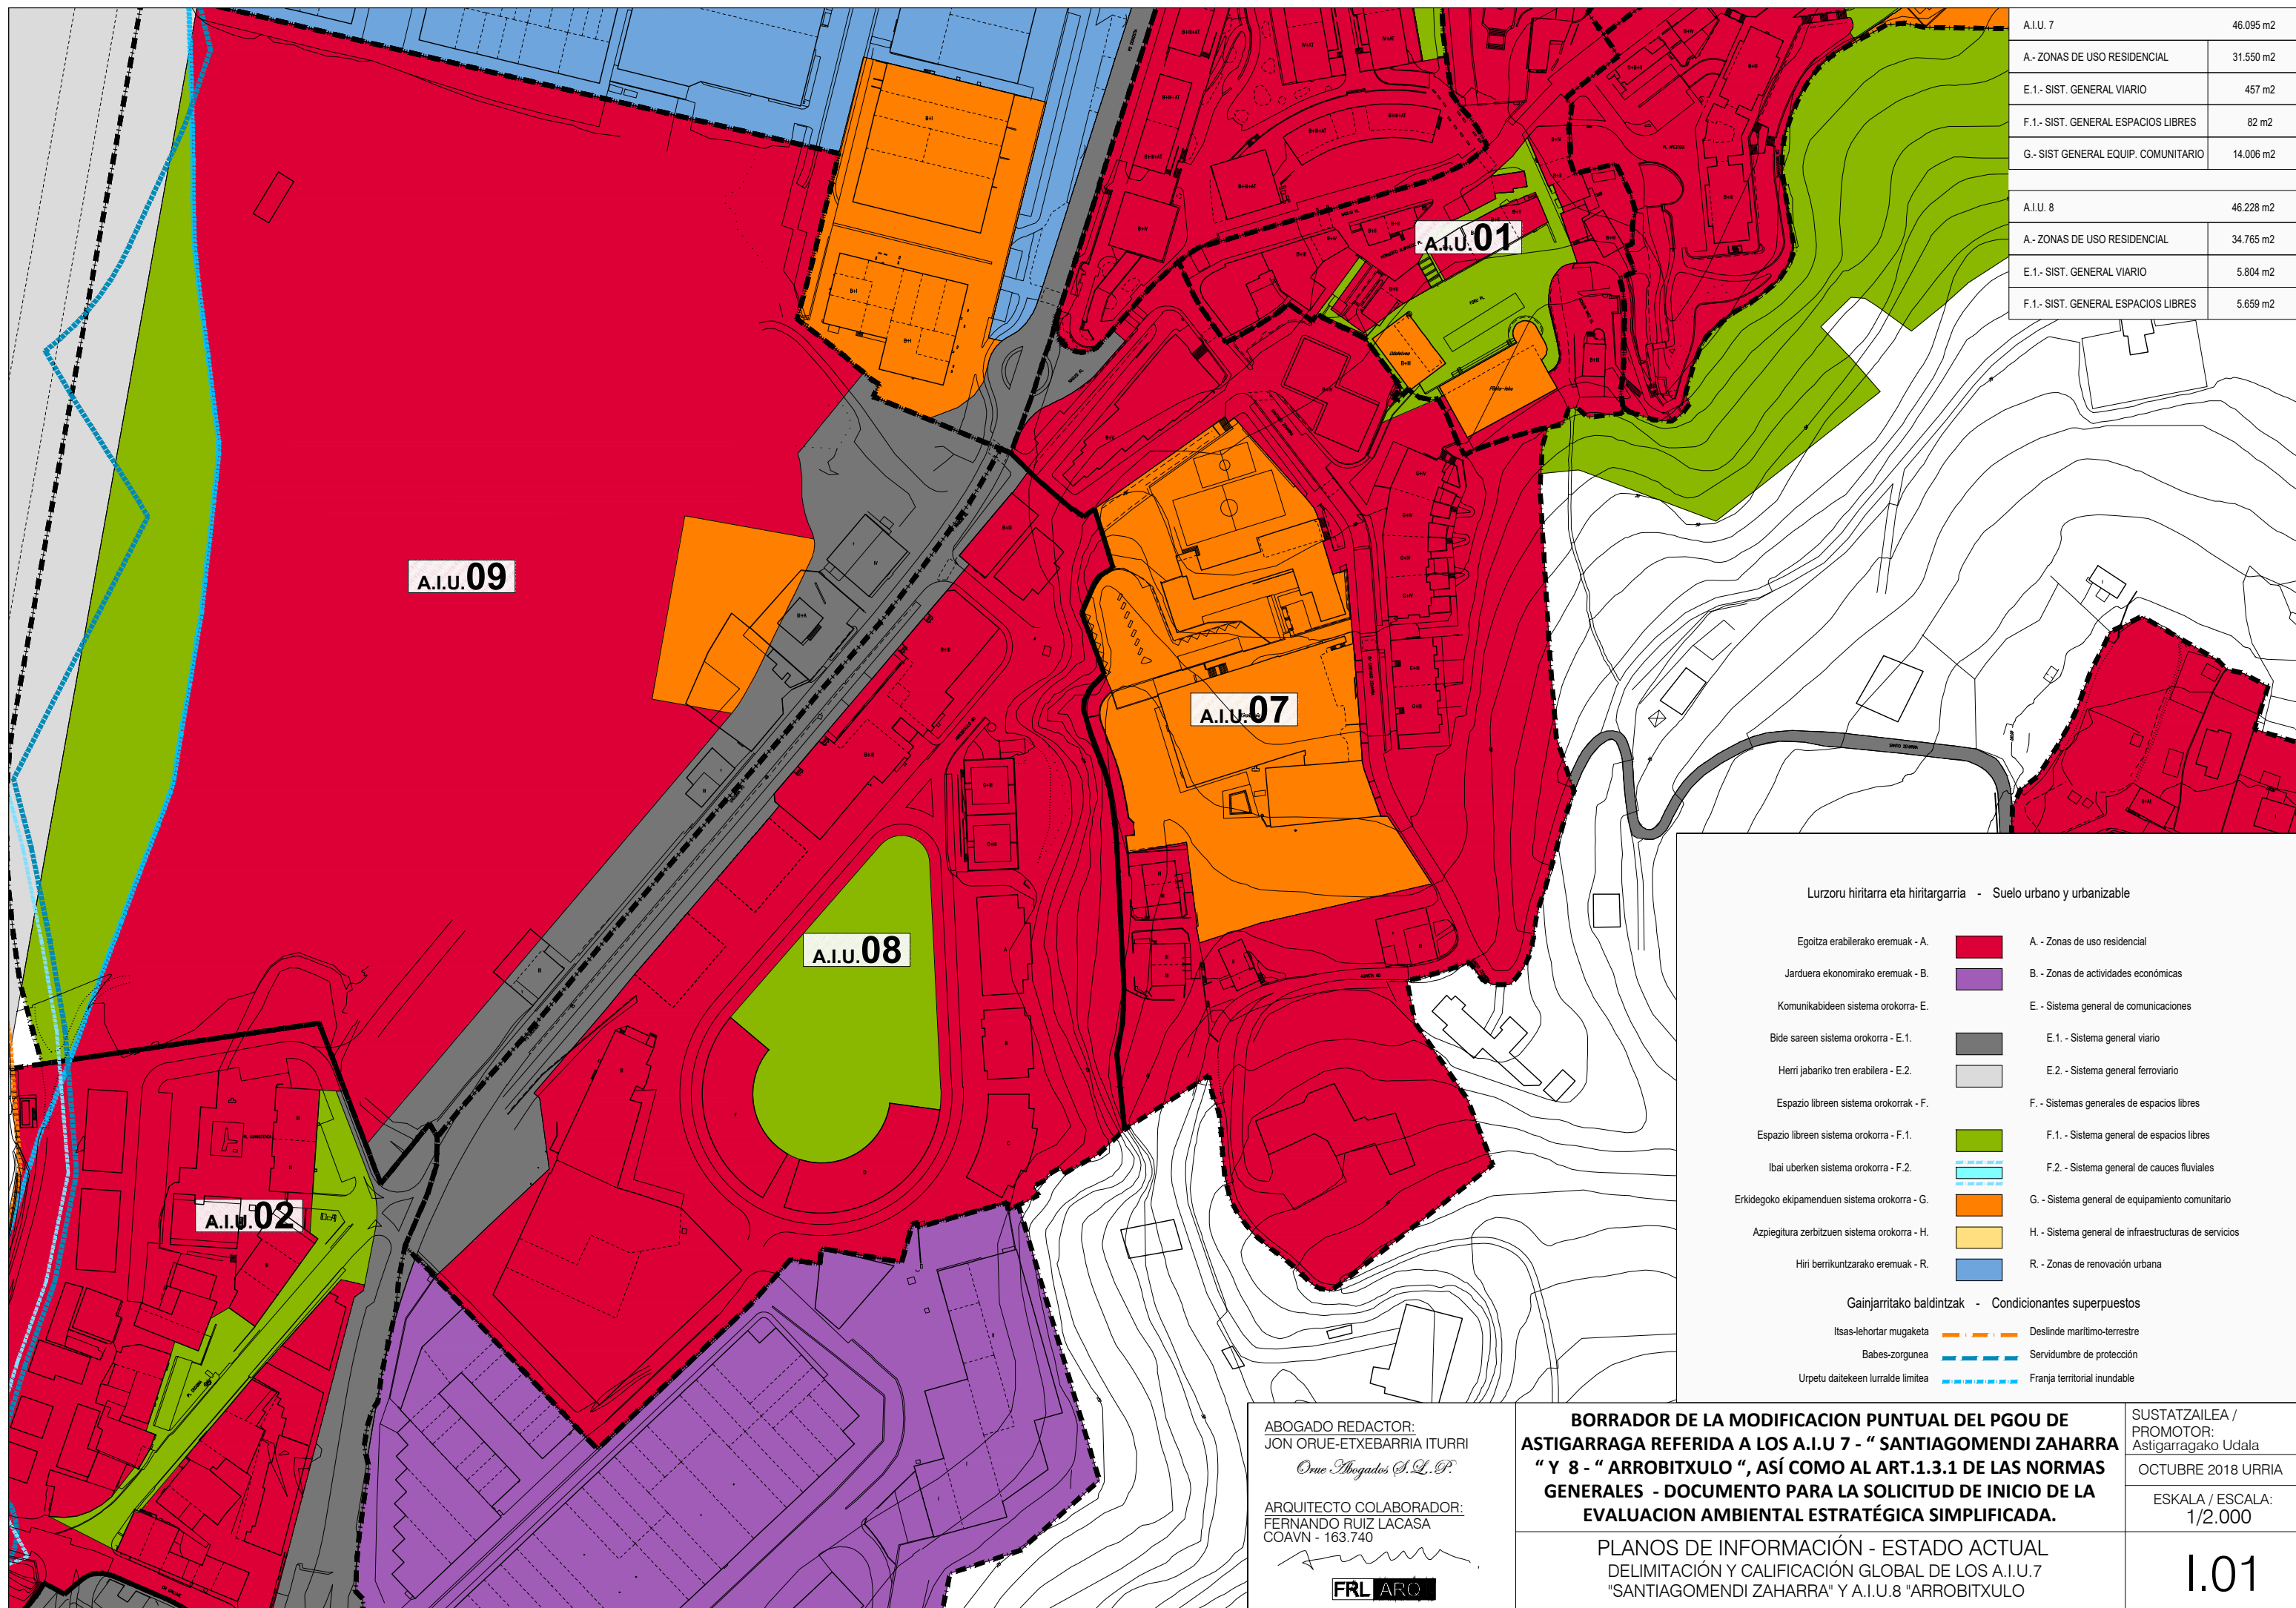 A.I.U. 7 46.095 m2
A.- ZONAS DE USO RESIDENCIAL 31.550 m2
E.1.- SIST. GENERAL VIARIO 457 m2
F.1.- SIST. GENERAL ESPACIOS LIBRES 82 m2
G.- SIST GENERAL EQUIP. COMUNITARIO 14.006 m2
A.I.U. 8 46.228 m2
A.- ZONAS DE USO RESIDENCIAL 34.765 m2
E.1.- SIST. GENERAL VIARIO 5.804 m2
F.1.- SIST. GENERAL ESPACIOS LIBRES 5.659 m2
A.I.U.01
A.I.U.09
A.I.U.07
A.I.U.08
A.I.U.02
Lurzoru hiritarra eta hiritargarria - Suelo urbano y urbanizable
Egoitza erabilerako eremuak - A. A. - Zonas de uso residencial
Jarduera ekonomirako eremuak - B. B. - Zonas de actividades económicas
Komunikabideen sistema orokorra- E. E. - Sistema general de comunicaciones
Bide sareen sistema orokorra - E.1. E.1. - Sistema general viario
Herri jabariko tren erabilera - E.2. E.2. - Sistema general ferroviario
Espazio libreen sistema orokorrak - F. F. - Sistemas generales de espacios libres
Espazio libreen sistema orokorra - F.1. F.1. - Sistema general de espacios libres
Ibai uberken sistema orokorra - F.2. F.2. - Sistema general de cauces fluviales
Erkidegoko ekipamenduen sistema orokorra - G. G. - Sistema general de equipamiento comunitario
Azpiegitura zerbitzuen sistema orokorra - H. H. - Sistema general de infraestructuras de servicios
Hiri berrikuntzarako eremuak - R. R. - Zonas de renovación urbana
Gainjarritako baldintzak - Condicionantes superpuestos
Itsas-lehortar mugaketa Deslinde marítimo-terrestre
Babes-zorgunea Servidumbre de protección
Urpetu daitekeen lurralde limitea Franja territorial inundable
ABOGADO REDACTOR:
JON ORUE-ETXEBARRIA ITURRI
Orue Abogados S.L.P.
ARQUITECTO COLABORADOR:
FERNANDO RUIZ LACASA
COAVN - 163.740
FRL ARQ
BORRADOR DE LA MODIFICACION PUNTUAL DEL PGOU DE
ASTIGARRAGA REFERIDA A LOS A.I.U 7 - “ SANTIAGOMENDI ZAHARRA
“ Y 8 - “ ARROBITXULO “, ASÍ COMO AL ART.1.3.1 DE LAS NORMAS
GENERALES - DOCUMENTO PARA LA SOLICITUD DE INICIO DE LA
EVALUACION AMBIENTAL ESTRATÉGICA SIMPLIFICADA.
PLANOS DE INFORMACIÓN - ESTADO ACTUAL
DELIMITACIÓN Y CALIFICACIÓN GLOBAL DE LOS A.I.U.7
"SANTIAGOMENDI ZAHARRA" Y A.I.U.8 "ARROBITXULO
SUSTATZAILEA /
PROMOTOR:
Astigarragako Udala
OCTUBRE 2018 URRIA
ESKALA / ESCALA:
1/2.000
I.01